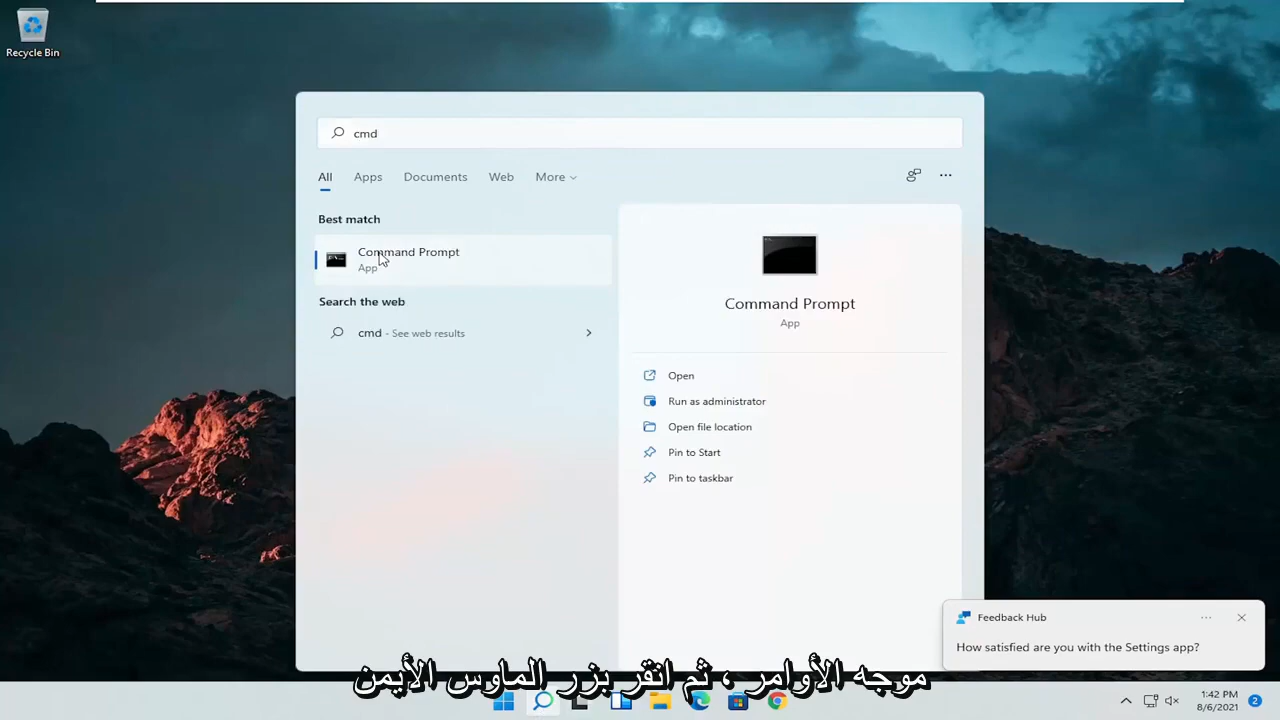 Recycle Bin
cmd
All Apps Documents Web More
Best match
Command Prompt
App
Search the web
cmd - See web results
Command Prompt
App
Open
Run as administrator
Open file location
Pin to Start
Pin to taskbar
Feedback Hub
How satisfied are you with the Settings app?
موجه الأوامر ، ثم انقر بزر الماوس الأيمن
1:42 PM
8/6/2021
2